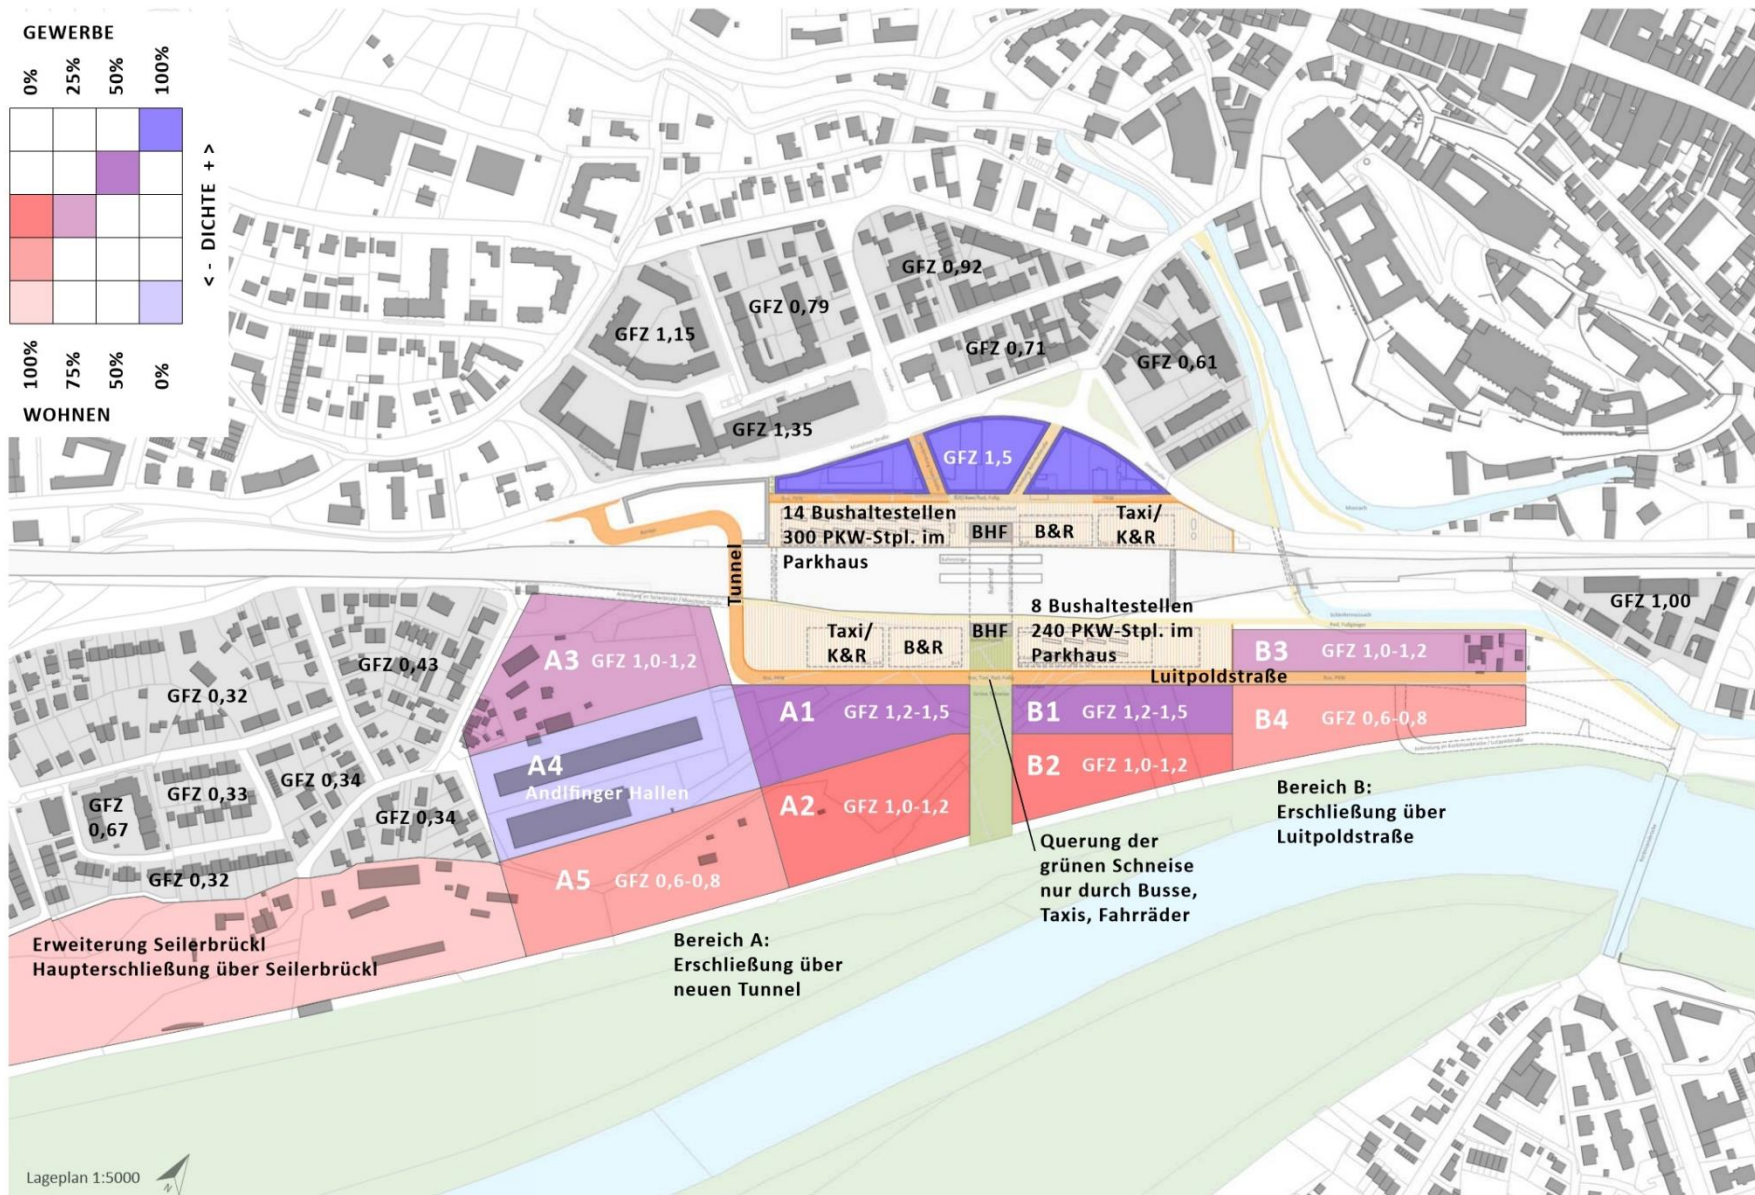 GEWERBE
0%
25%
50%
100%
< - DICHTE + >
100%
75%
50%
0%
WOHNEN
GFZ 1,15
GFZ 0,79
GFZ 0,92
GFZ 0,71
GFZ 0,61
GFZ 1,35
GFZ 1,5
14 Bushaltestellen
300 PKW-Stpl. im
Parkhaus
BHF
B&R
Taxi/
K&R
Tunnel
Taxi/
K&R
B&R
BHF
8 Bushaltestellen
240 PKW-Stpl. im
Parkhaus
Luitpoldstraße
GFZ 1,00
GFZ 0,43
GFZ 0,32
GFZ 0,34
GFZ 0,33
GFZ
0,67
GFZ 0,34
GFZ 0,32
A3 GFZ 1,0-1,2
A4
Andlfinger Hallen
A1 GFZ 1,2-1,5
A2 GFZ 1,0-1,2
A5 GFZ 0,6-0,8
B1 GFZ 1,2-1,5
B2 GFZ 1,0-1,2
B3 GFZ 1,0-1,2
B4 GFZ 0,6-0,8
Bereich B:
Erschließung über
Luitpoldstraße
Querung der
grünen Schneise
nur durch Busse,
Taxis, Fahrräder
Bereich A:
Erschließung über
neuen Tunnel
Erweiterung Seilerbrückl
Haupterschließung über Seilerbrückl
Lageplan 1:5000
N